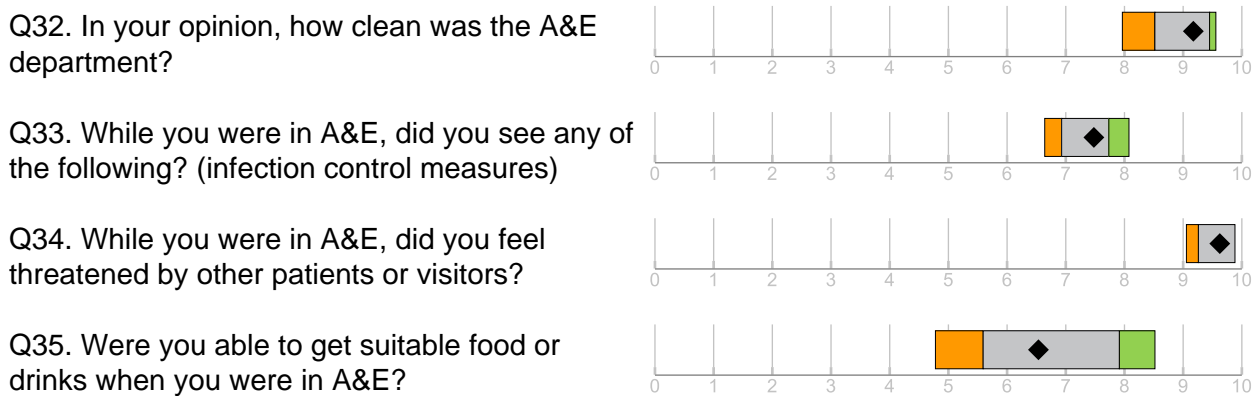 Q32. In your opinion, how clean was the A&E
department?
0 1 2 3 4 5 6 7 8 9 10
Q33. While you were in A&E, did you see any of
the following? (infection control measures)
0 1 2 3 4 5 6 7 8 9 10
Q34. While you were in A&E, did you feel
threatened by other patients or visitors?
0 1 2 3 4 5 6 7 8 9 10
Q35. Were you able to get suitable food or
drinks when you were in A&E?
0 1 2 3 4 5 6 7 8 9 10